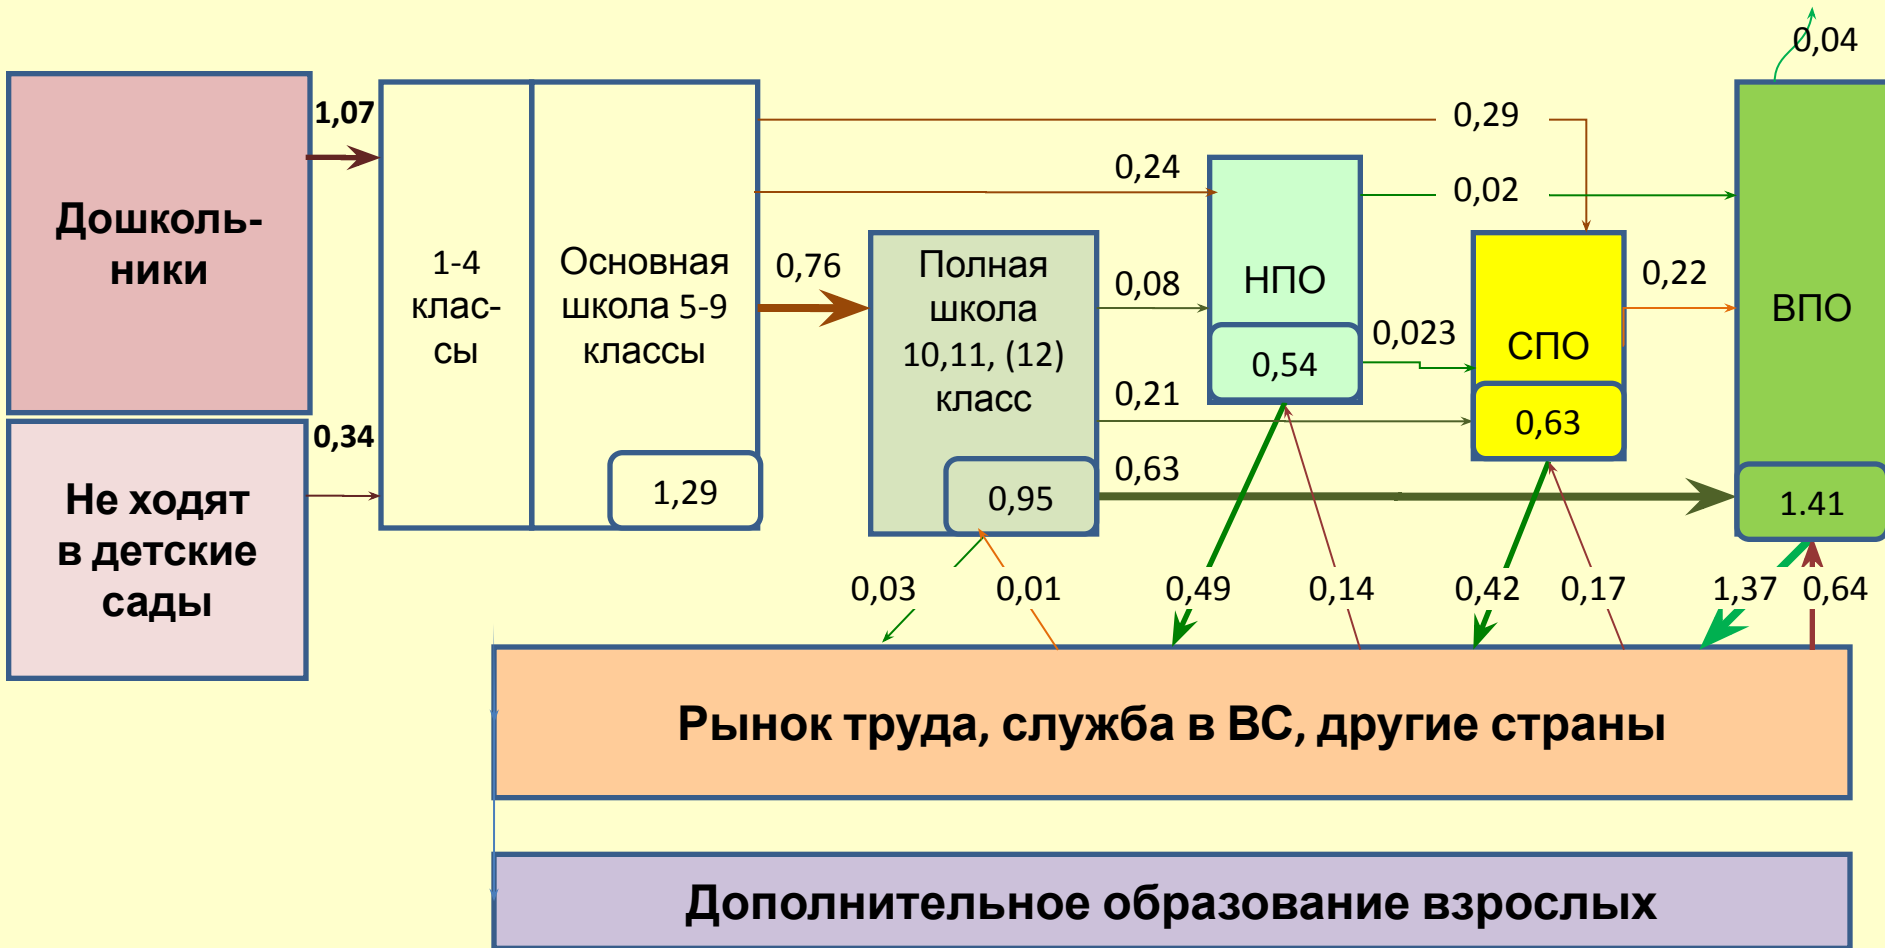 0,04
Дошколь-
ники
1,07
0,34
Не ходят
в детские
сады
1-4
клас-
сы
Основная
школа 5-9
классы
1,29
0,76
Полная
школа
10,11, (12)
класс
0,95
0,29
0,24
0,02
0,08
НПО
0,54
0,023
0,21
0,63
СПО
0,63
0,22
ВПО
1.41
0,03
0,01
0,49
0,14
0,42
0,17
1,37
0,64
Рынок труда, служба в ВС, другие страны
Дополнительное образование взрослых